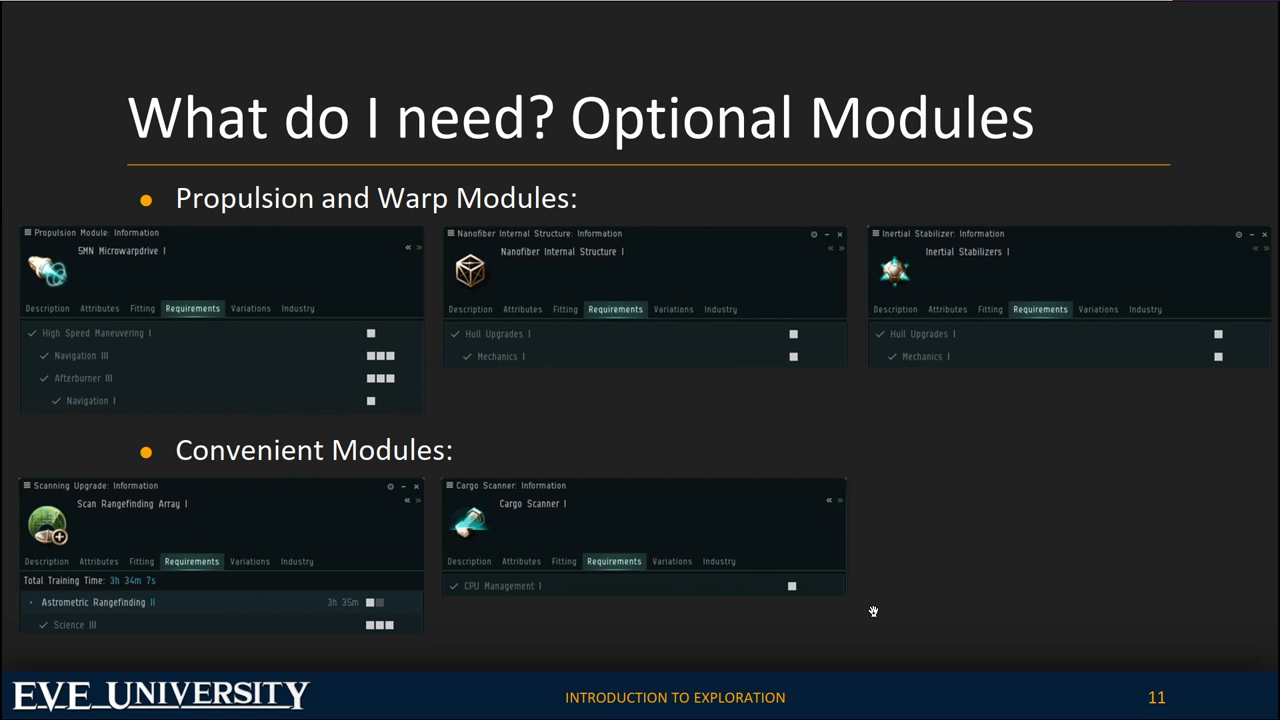 What do I need? Optional Modules
Propulsion and Warp Modules:
Propulsion Module: Information
5MN Microwarpdrive I
Description Attributes Fitting Requirements Variations Industry
High Speed Maneuvering I
Navigation III
Afterburner III
Navigation I
Nanofiber Internal Structure: Information
Nanofiber Internal Structure I
Description Attributes Fitting Requirements Variations Industry
Hull Upgrades I
Mechanics I
Inertial Stabilizer: Information
Inertial Stabilizers I
Description Attributes Fitting Requirements Variations Industry
Hull Upgrades I
Mechanics I
Convenient Modules:
Scanning Upgrade: Information
Scan Rangefinding Array I
Description Attributes Fitting Requirements Variations Industry
Total Training Time: 3h 34m 7s
Astrometric Rangefinding II 3h 35m
Science III
Cargo Scanner: Information
Cargo Scanner I
Description Attributes Fitting Requirements Variations Industry
CPU Management I
EVE UNIVERSITY
INTRODUCTION TO EXPLORATION
11